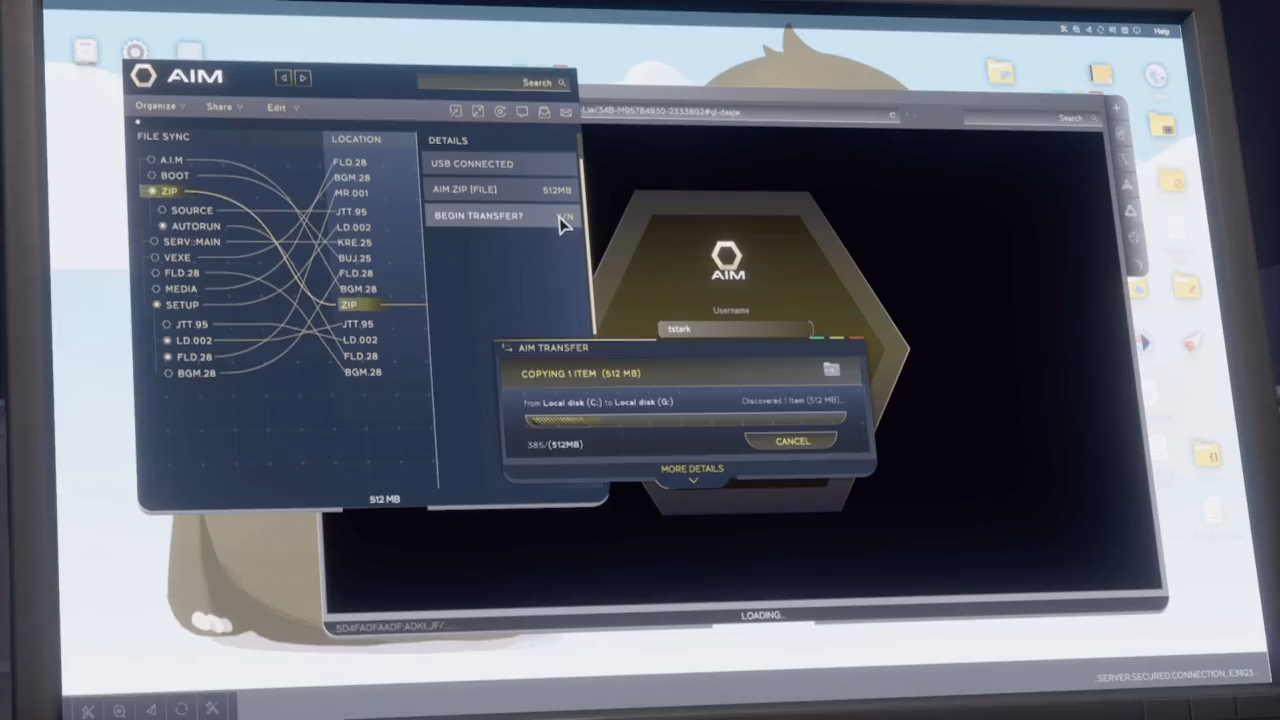 Help
AIM
Search
Organize
Share
Edit
Search
FILE SYNC
LOCATION
DETAILS
A.I.M
BOOT
ZIP
SOURCE
AUTORUN
SERV::MAIN
VEXE
FLD.28
MEDIA
SETUP
JTT.95
LD.002
FLD.28
BGM.28
FLD.28
BGM.28
MR.001
JTT.95
LD.002
KRE.25
BUJ.25
FLD.28
BGM.28
ZIP
JTT.95
LD.002
FLD.28
BGM.28
USB CONNECTED
AIM.ZIP [FILE] 512MB
BEGIN TRANSFER?
512 MB
AIM
Username
tstark
AIM TRANSFER
COPYING 1 ITEM (512 MB)
from Local disk (C:) to Local disk (G:)
Discovered 1 Item (512 MB)...
385/(512MB)
CANCEL
MORE DETAILS
LOADING..
..SERVER.SECURED.CONNECTION_E3923..